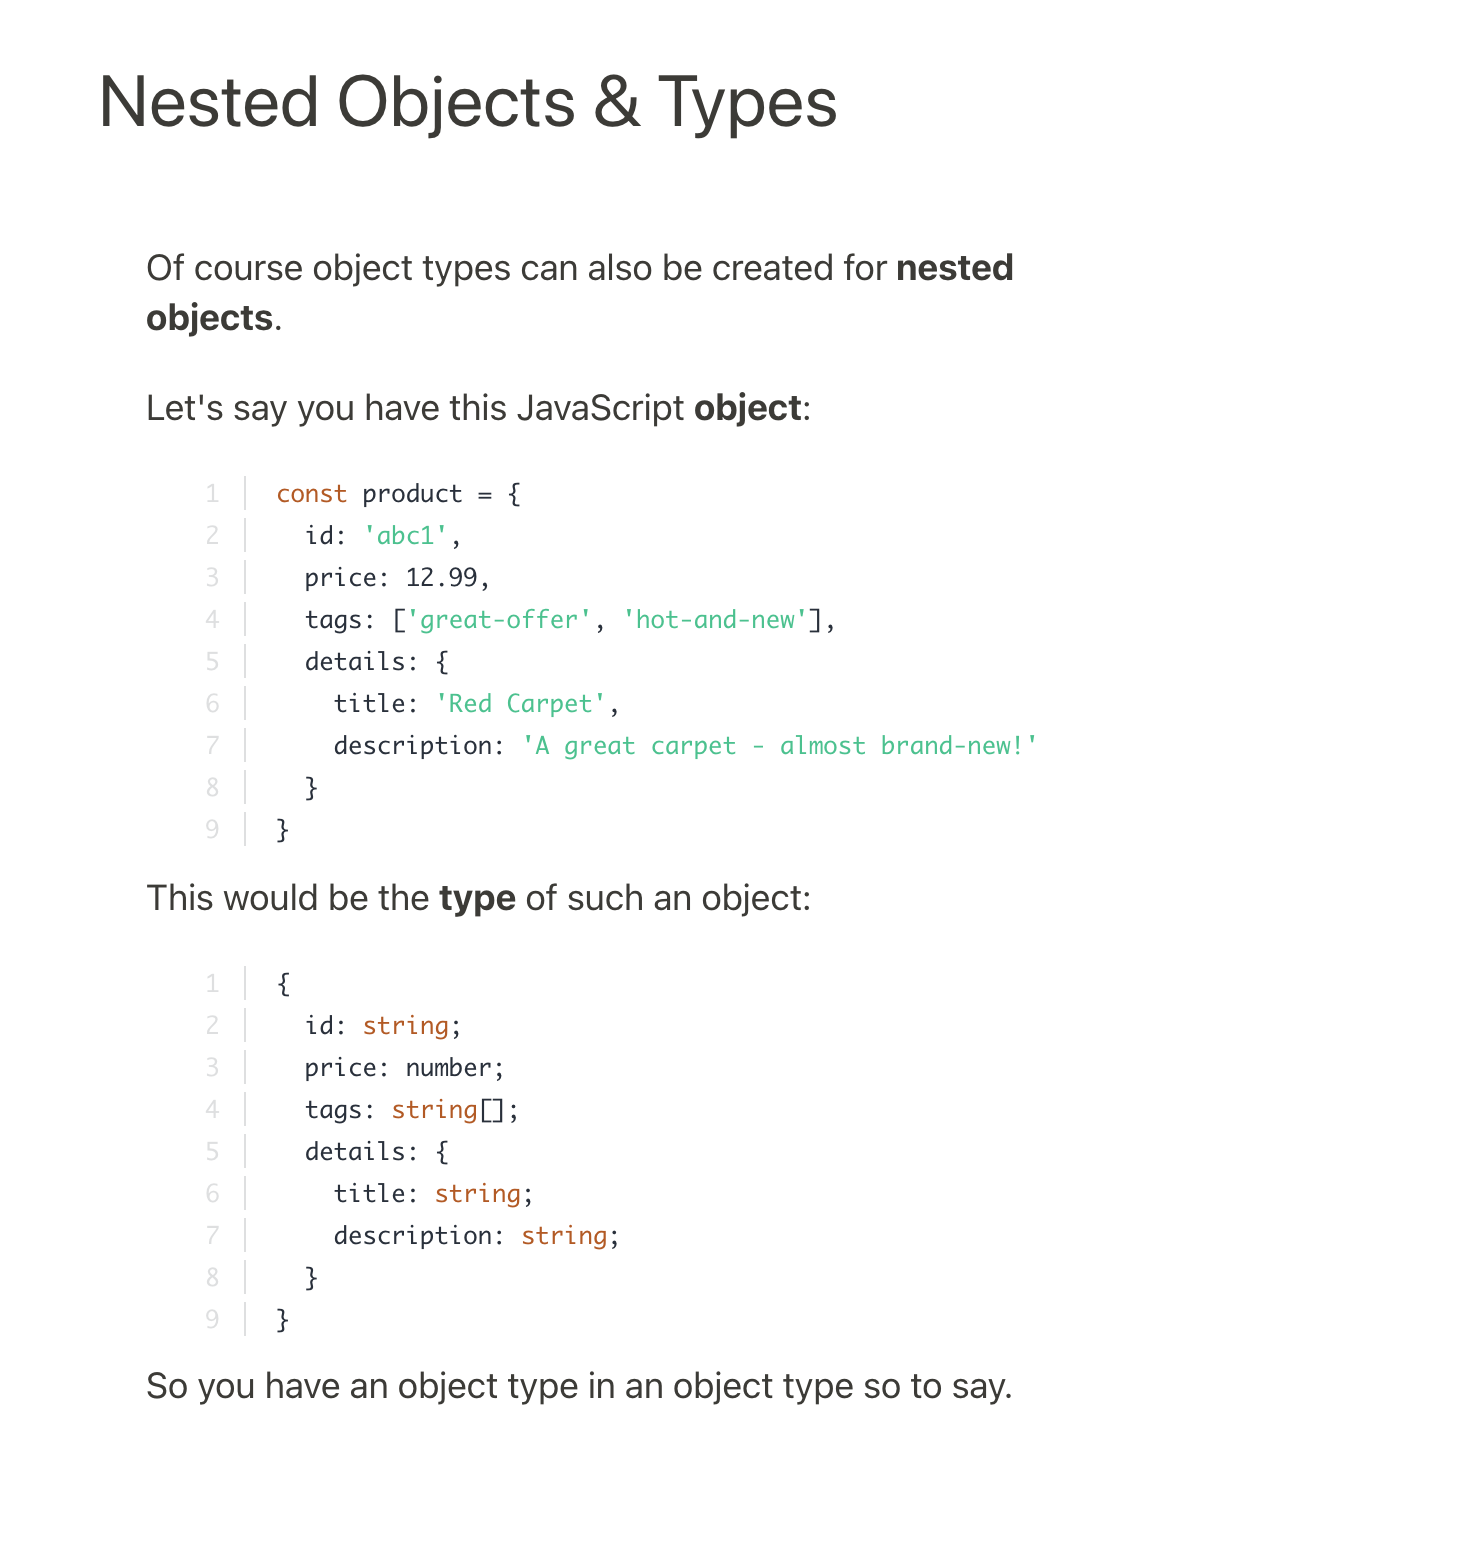 Nested Objects & Types
Of course object types can also be created for nested
objects.
Let's say you have this JavaScript object:
1 const product = {
2   id: 'abc1',
3   price: 12.99,
4   tags: ['great-offer', 'hot-and-new'],
5   details: {
6     title: 'Red Carpet',
7     description: 'A great carpet - almost brand-new!'
8   }
9 }
This would be the type of such an object:
1 {
2   id: string;
3   price: number;
4   tags: string[];
5   details: {
6     title: string;
7     description: string;
8   }
9 }
So you have an object type in an object type so to say.